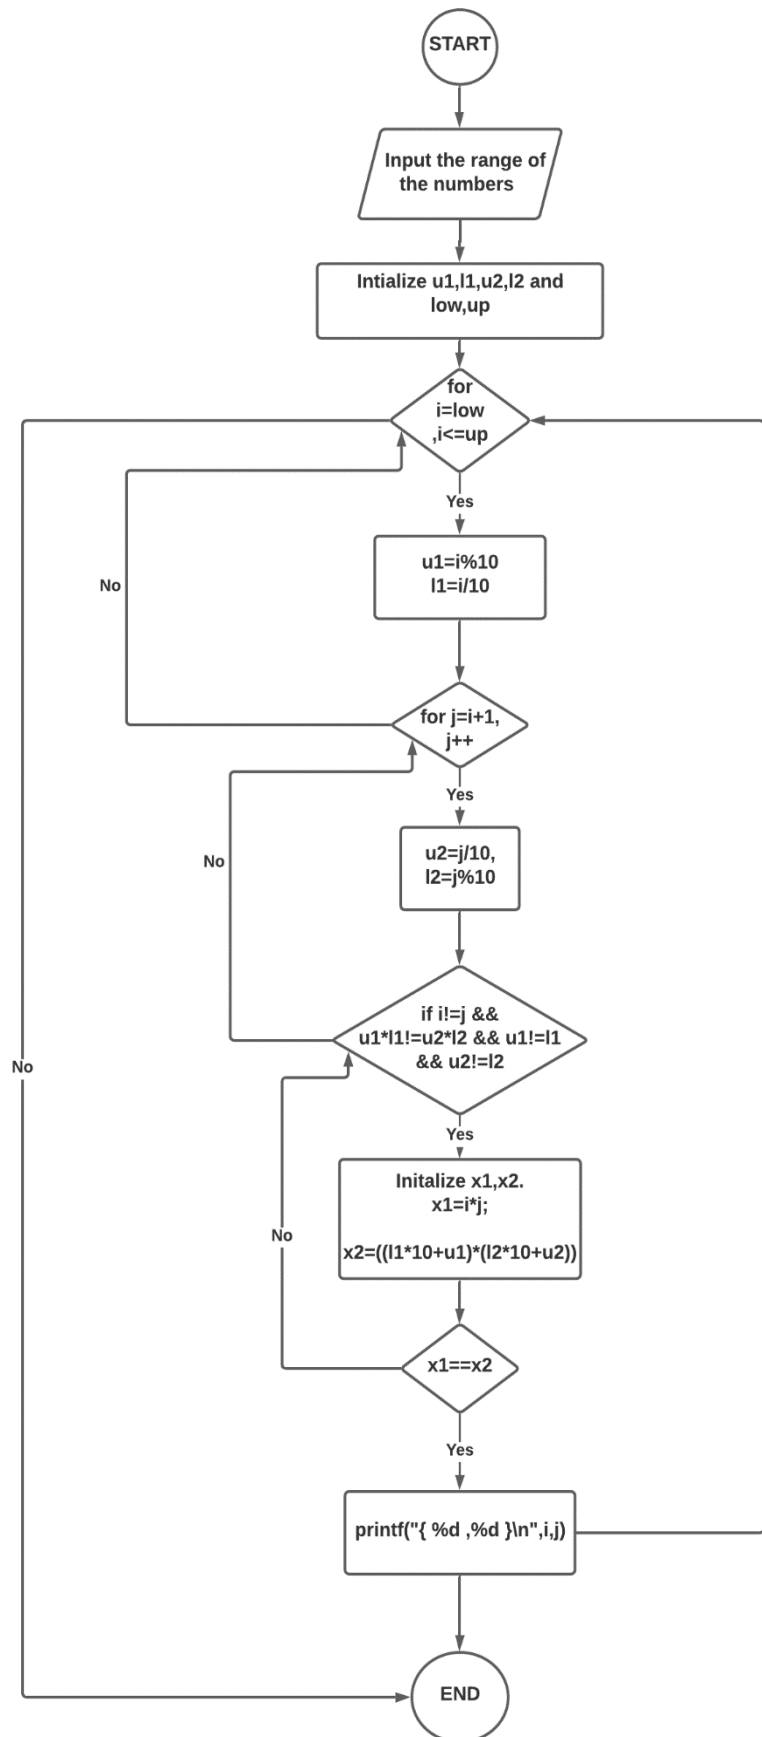 START
Input the range of
the numbers
Intialize u1,l1,u2,l2 and
low,up
for
i=low
,i<=up
Yes
u1=i%10
l1=i/10
No
for j=i+1,
j++
Yes
u2=j/10,
l2=j%10
No
if i!=j &&
u1*l1!=u2*l2 && u1!=l1
&& u2!=l2
No
Yes
Initalize x1,x2.
x1=i*j;
x2=((l1*10+u1)*(l2*10+u2))
No
x1==x2
Yes
printf("{ %d ,%d }\n",i,j)
END